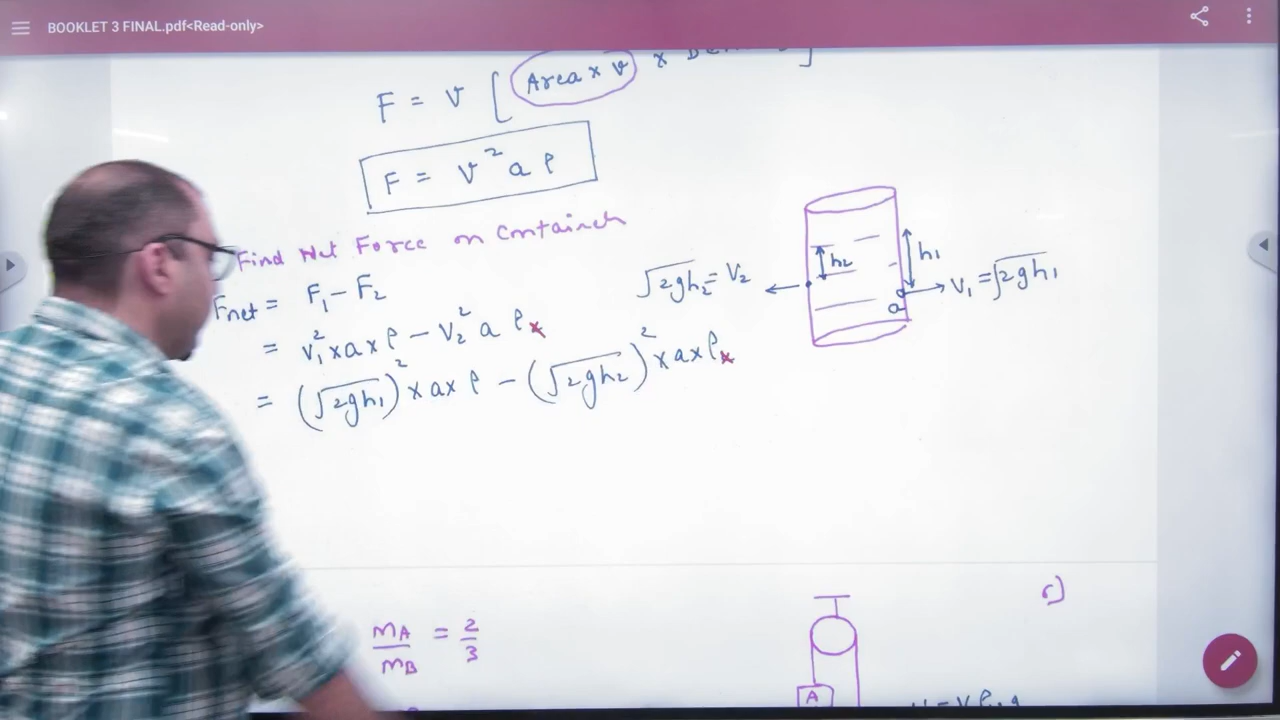 BOOKLET 3 FINAL.pdf<Read-only>
F = v [ Area × v ×
F = v² a ρ
Find Net Force on Container
Fnet = F₁ − F₂
= v₁² × a × ρ − v₂² a ρ
= (√2gh₁)² × a × ρ − (√2gh₂)² × a × ρ
√2gh₂ = V₂
h₂
h₁
a
V₁ = √2gh₁
mA/mB = 2/3
A